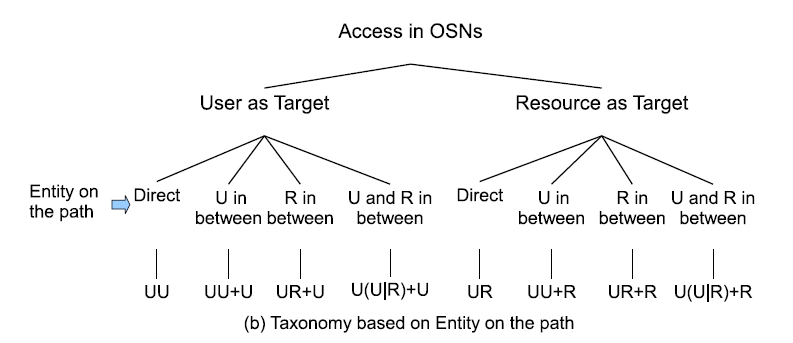 Access in OSNs
User as Target
Resource as Target
Entity on
the path
Direct
U in
between
R in
between
U and R in
between
Direct
U in
between
R in
between
U and R in
between
UU
UU+U
UR+U
U(U|R)+U
UR
UU+R
UR+R
U(U|R)+R
(b) Taxonomy based on Entity on the path